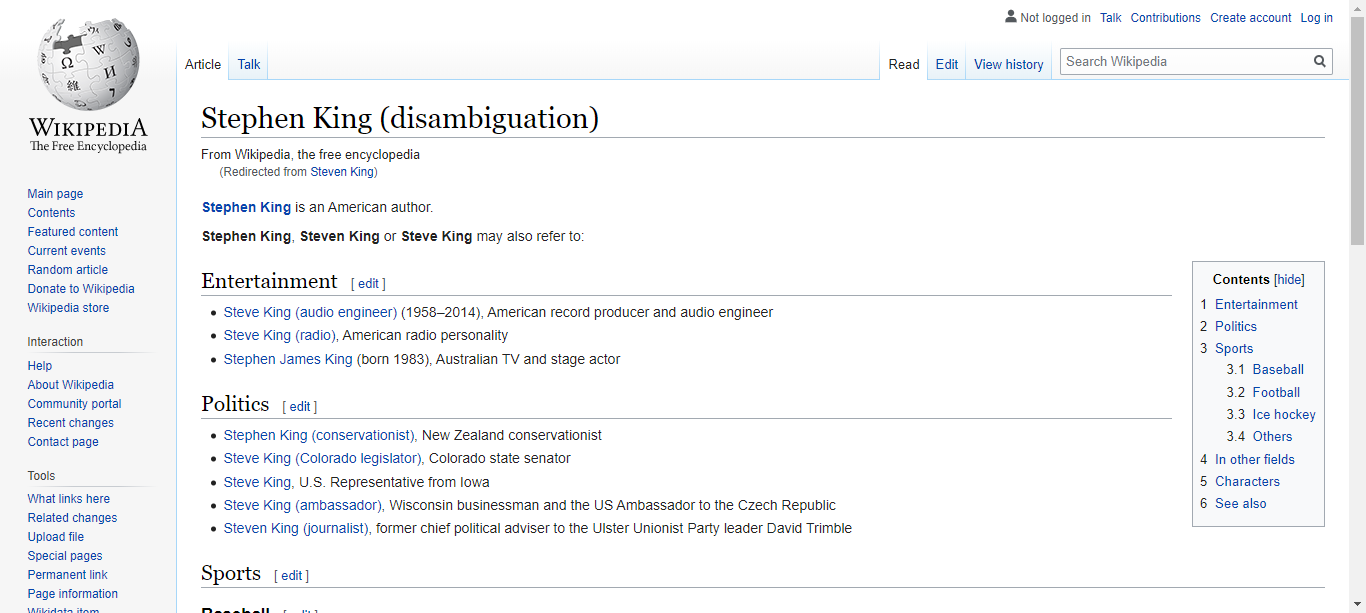 Not logged in Talk Contributions Create account Log in
Article Talk Read Edit View history Search Wikipedia
WIKIPEDIA
The Free Encyclopedia
Main page
Contents
Featured content
Current events
Random article
Donate to Wikipedia
Wikipedia store
Interaction
Help
About Wikipedia
Community portal
Recent changes
Contact page
Tools
What links here
Related changes
Upload file
Special pages
Permanent link
Page information
Wikidata item
Stephen King (disambiguation)
From Wikipedia, the free encyclopedia
(Redirected from Steven King)
Stephen King is an American author.
Stephen King, Steven King or Steve King may also refer to:
Entertainment [ edit ]
Steve King (audio engineer) (1958–2014), American record producer and audio engineer
Steve King (radio), American radio personality
Stephen James King (born 1983), Australian TV and stage actor
Politics [ edit ]
Stephen King (conservationist), New Zealand conservationist
Steve King (Colorado legislator), Colorado state senator
Steve King, U.S. Representative from Iowa
Steve King (ambassador), Wisconsin businessman and the US Ambassador to the Czech Republic
Steven King (journalist), former chief political adviser to the Ulster Unionist Party leader David Trimble
Sports [ edit ]
Baseball [ edit ]
Contents [hide]
1 Entertainment
2 Politics
3 Sports
3.1 Baseball
3.2 Football
3.3 Ice hockey
3.4 Others
4 In other fields
5 Characters
6 See also